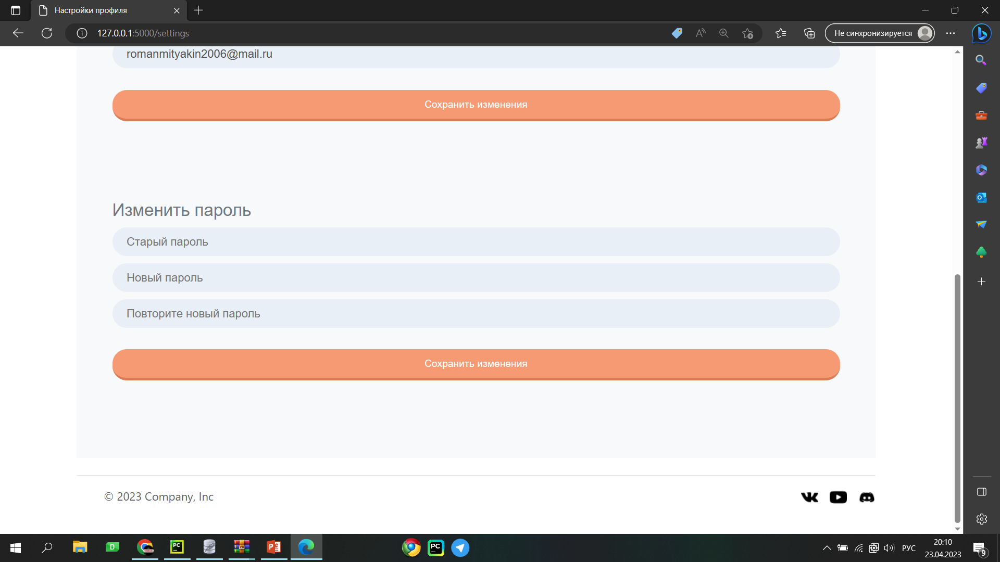 Настройки профиля
127.0.0.1:5000/settings
Не синхронизируется
romanmityakin2006@mail.ru
Сохранить изменения
Изменить пароль
Старый пароль
Новый пароль
Повторите новый пароль
Сохранить изменения
© 2023 Company, Inc
РУС
20:10
23.04.2023
9